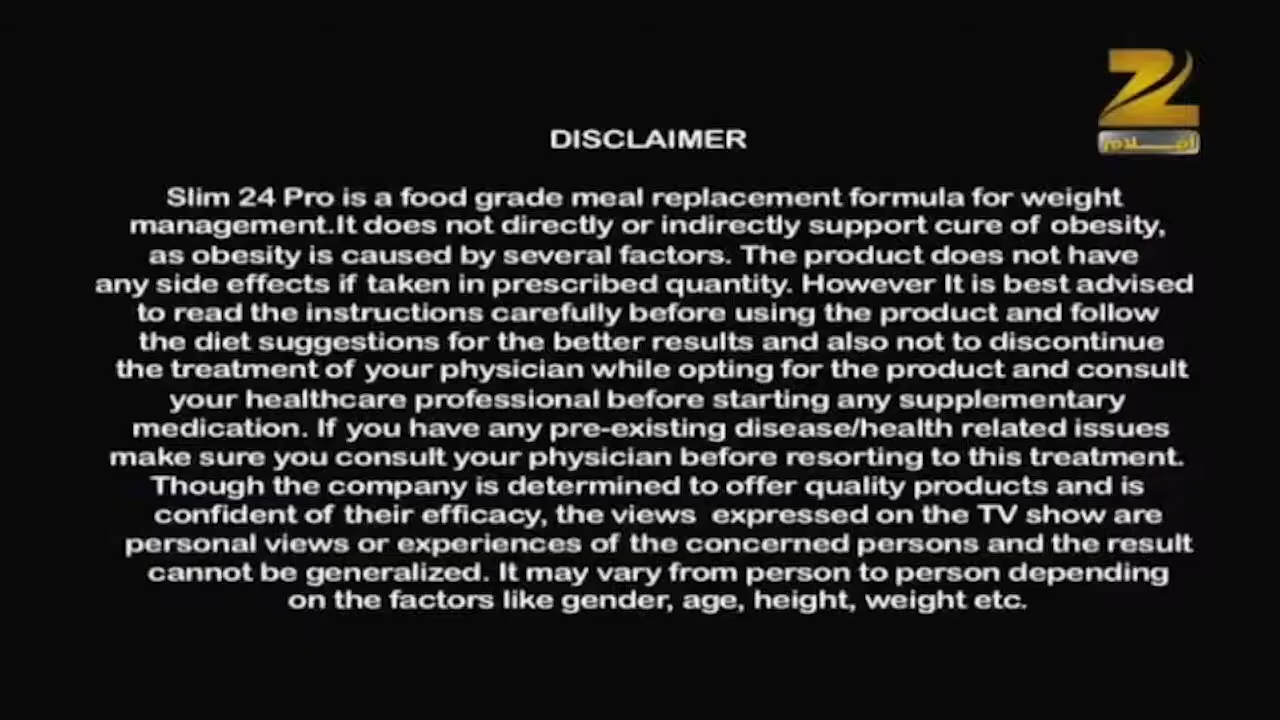 DISCLAIMER
Slim 24 Pro is a food grade meal replacement formula for weight
management.It does not directly or indirectly support cure of obesity,
as obesity is caused by several factors. The product does not have
any side effects if taken in prescribed quantity. However It is best advised
to read the instructions carefully before using the product and follow
the diet suggestions for the better results and also not to discontinue
the treatment of your physician while opting for the product and consult
your healthcare professional before starting any supplementary
medication. If you have any pre-existing disease/health related issues
make sure you consult your physician before resorting to this treatment.
Though the company is determined to offer quality products and is
confident of their efficacy, the views expressed on the TV show are
personal views or experiences of the concerned persons and the result
cannot be generalized. It may vary from person to person depending
on the factors like gender, age, height, weight etc.
Z
أفلام